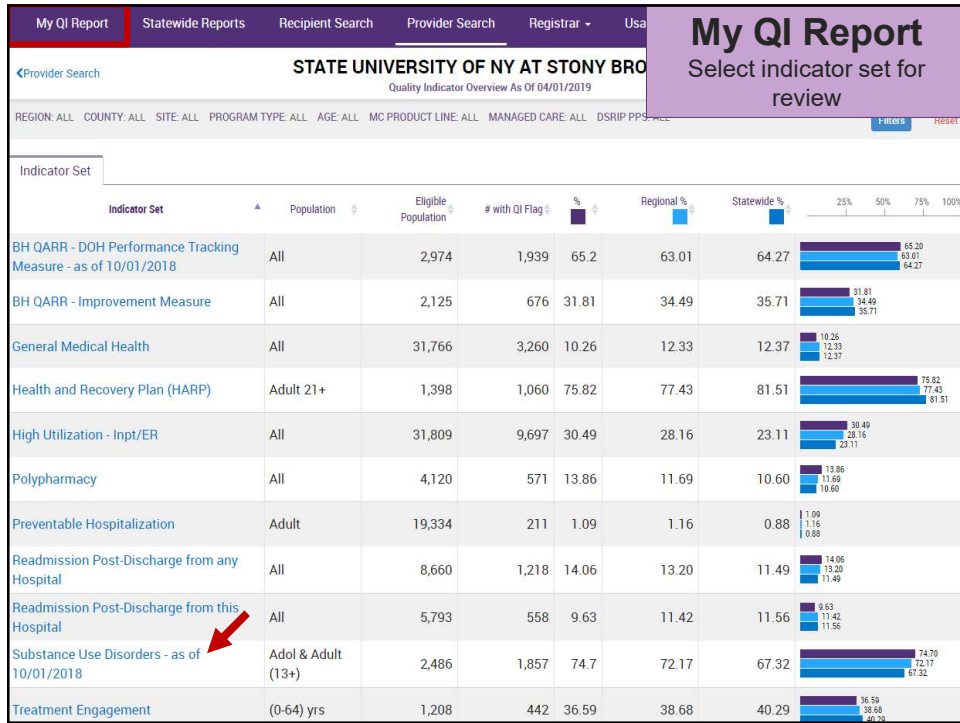 My QI Report Statewide Reports Recipient Search Provider Search Registrar
My QI Report
Select indicator set for
review
Provider Search
STATE UNIVERSITY OF NY AT STONY
Quality Indicator Overview As Of 04/01/2019
REGION: ALL COUNTY: ALL SITE: ALL PROGRAM TYPE: ALL AGE: ALL MC PRODUCT LINE: ALL MANAGED CARE: ALL DSRIP PPS: ALL
Filters Reset
Indicator Set
Indicator Set Population Eligible Population # with QI Flag % Regional % Statewide % 25% 50% 75% 100%
BH QARR - DOH Performance Tracking
Measure - as of 10/01/2018
All 2,974 1,939 65.2 63.01 64.27
65.20
63.01
64.27
BH QARR - Improvement Measure All 2,125 676 31.81 34.49 35.71
31.81
34.49
35.71
General Medical Health All 31,766 3,260 10.26 12.33 12.37
10.26
12.33
12.37
Health and Recovery Plan (HARP) Adult 21+ 1,398 1,060 75.82 77.43 81.51
75.82
77.43
81.51
High Utilization - Inpt/ER All 31,809 9,697 30.49 28.16 23.11
30.49
28.16
23.11
Polypharmacy All 4,120 571 13.86 11.69 10.60
13.86
11.69
10.60
Preventable Hospitalization Adult 19,334 211 1.09 1.16 0.88
1.09
1.16
0.88
Readmission Post-Discharge from any
Hospital
All 8,660 1,218 14.06 13.20 11.49
14.06
13.20
11.49
Readmission Post-Discharge from this
Hospital
All 5,793 558 9.63 11.42 11.56
9.63
11.42
11.56
Substance Use Disorders - as of
10/01/2018
Adol & Adult
(13+)
2,486 1,857 74.7 72.17 67.32
74.70
72.17
67.32
Treatment Engagement (0-64) yrs 1,208 442 36.59 38.68 40.29
36.59
38.68
40.29